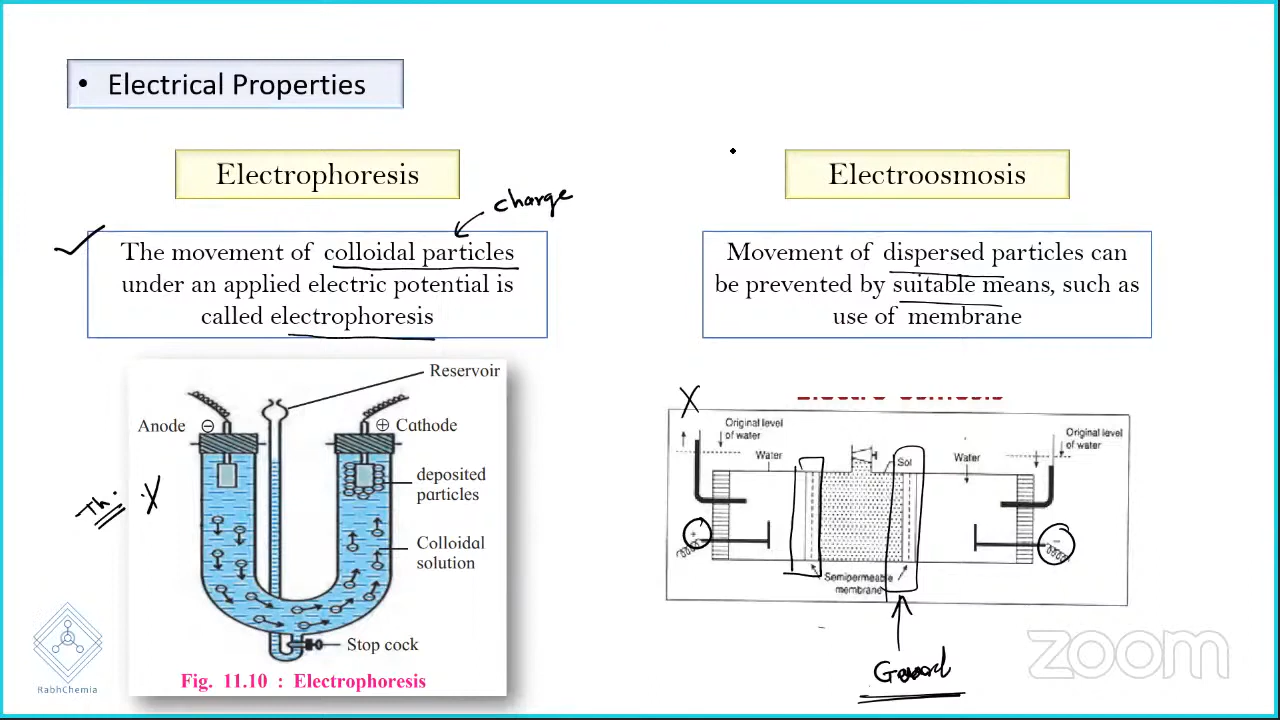 • Electrical Properties
Electrophoresis
charge
The movement of colloidal particles
under an applied electric potential is
called electrophoresis
Reservoir
Anode ⊖
⊕ Cathode
deposited
particles
Th:
X
Colloidal
solution
Stop cock
Fig. 11.10 : Electrophoresis
RabhChemia
Electroosmosis
Movement of dispersed particles can
be prevented by suitable means, such as
use of membrane
X
Original level
of water
Water
Sol
Water
Original level
of water
+
−
Semipermeable
membrane
zoom